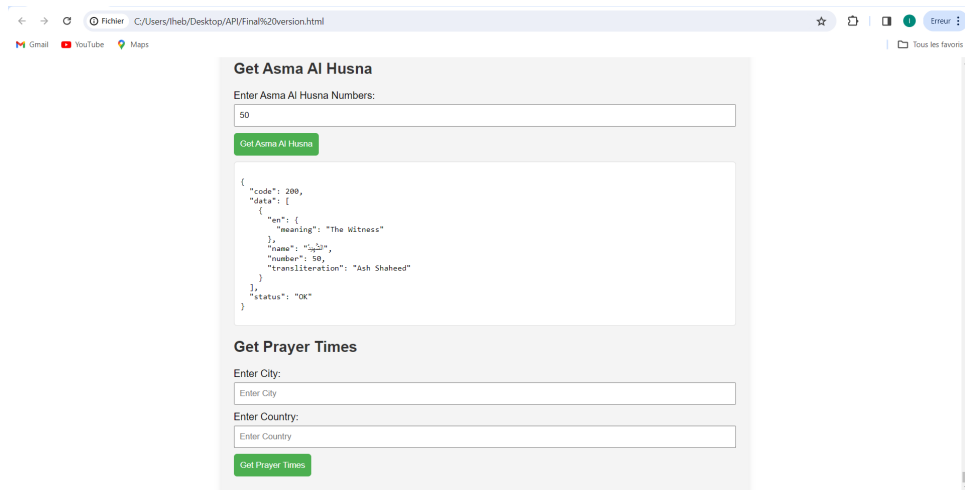 Fichier C:/Users/Iheb/Desktop/API/Final%20version.html
Erreur
Gmail YouTube Maps
Tous les favoris
Get Asma Al Husna
Enter Asma Al Husna Numbers:
50
Get Asma Al Husna
{
"code": 200,
"data": [
{
"en": {
"meaning": "The Witness"
},
"name": "",
"number": 50,
"transliteration": "Ash Shaheed"
}
],
"status": "OK"
}
Get Prayer Times
Enter City:
Enter City
Enter Country:
Enter Country
Get Prayer Times